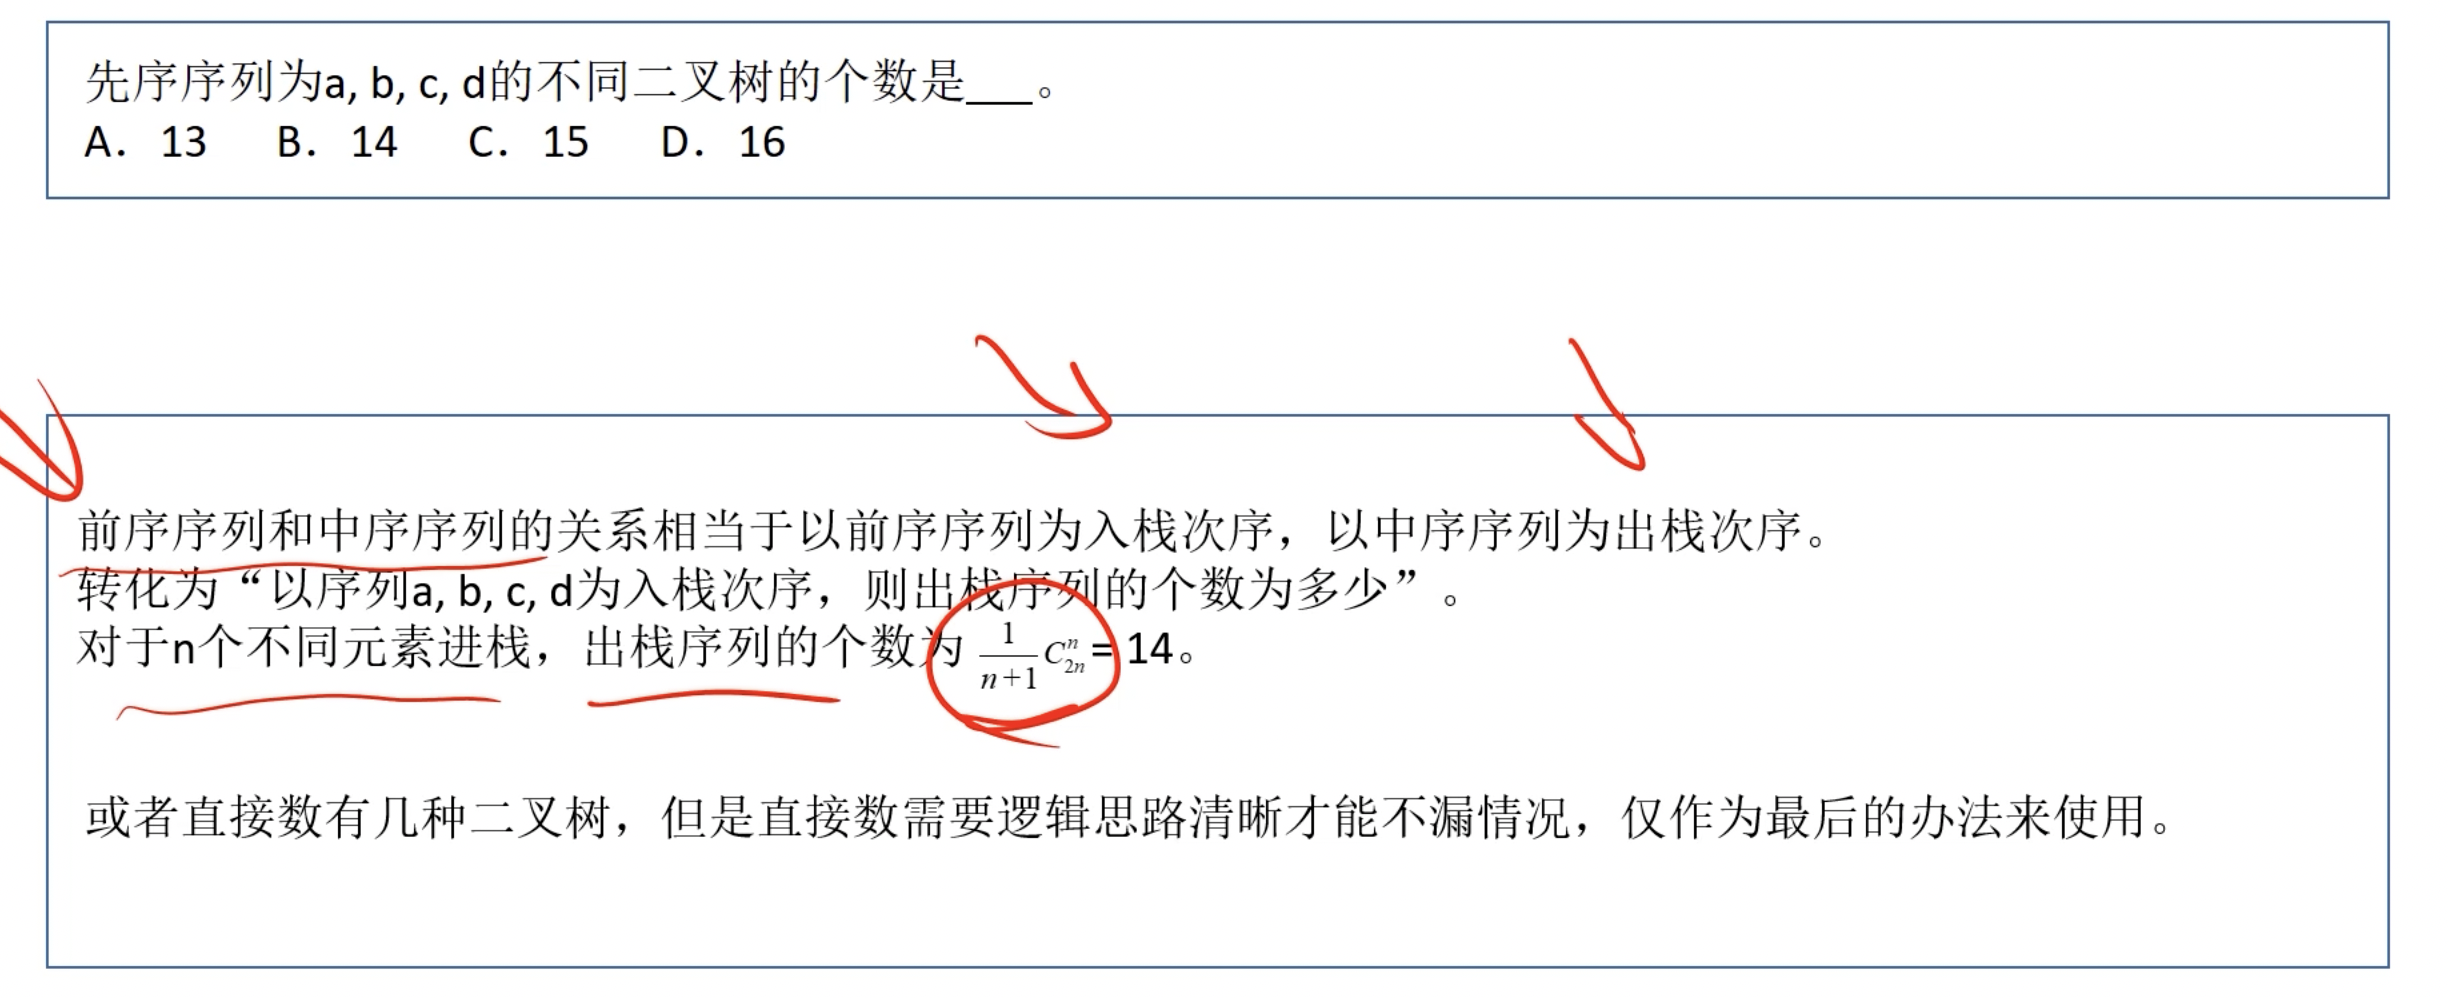 先序序列为a, b, c, d的不同二叉树的个数是___。
A． 13 B． 14 C． 15 D． 16
前序序列和中序序列的关系相当于以前序序列为入栈次序，以中序序列为出栈次序。
转化为“以序列a, b, c, d为入栈次序，则出栈序列的个数为多少”。
对于n个不同元素进栈，出栈序列的个数为 \frac{1}{n+1}C_{2n}^{n} = 14。
或者直接数有几种二叉树，但是直接数需要逻辑思路清晰才能不漏情况，仅作为最后的办法来使用。